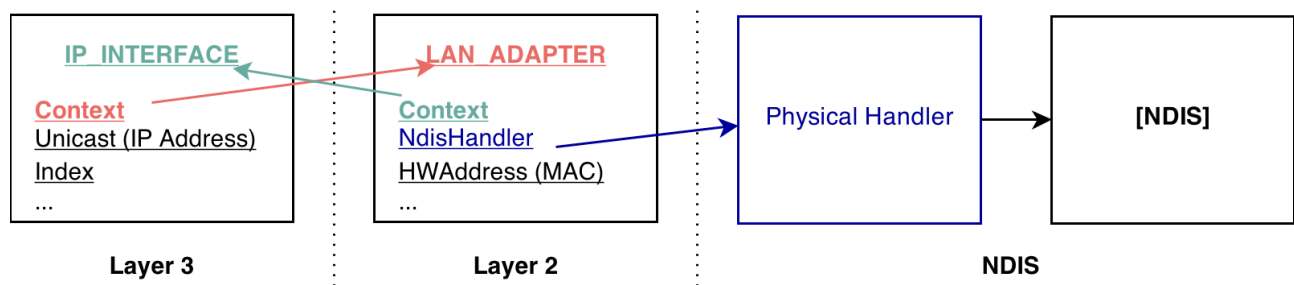 IP_INTERFACE
Context
Unicast (IP Address)
Index
...
Layer 3
LAN_ADAPTER
Context
NdisHandler
HWAddress (MAC)
...
Layer 2
Physical Handler
[NDIS]
NDIS